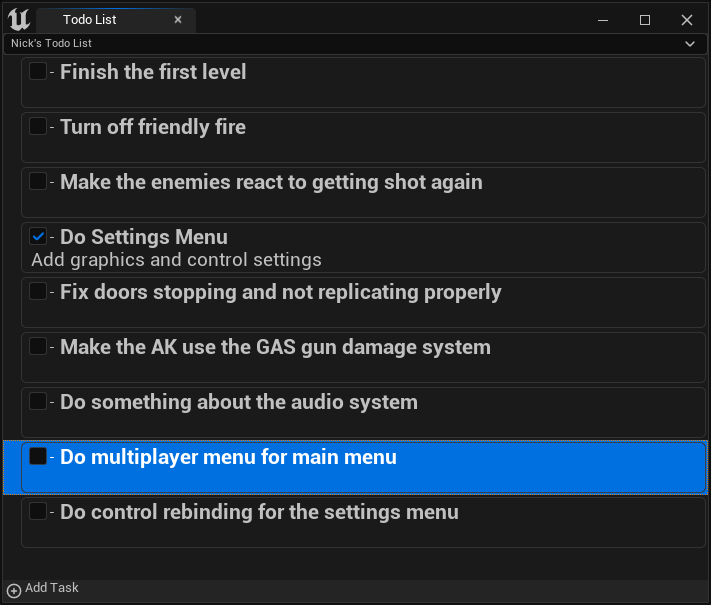 Todo List
Nick's Todo List
- Finish the first level
- Turn off friendly fire
- Make the enemies react to getting shot again
- Do Settings Menu
Add graphics and control settings
- Fix doors stopping and not replicating properly
- Make the AK use the GAS gun damage system
- Do something about the audio system
- Do multiplayer menu for main menu
- Do control rebinding for the settings menu
Add Task